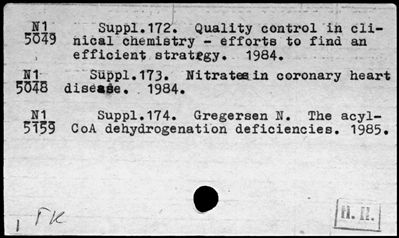 N1 Suppl.172. Quality control in cli-
5049 nical chemistry - efforts to find an
efficient strategy. 1984.
N1 Suppl.173. Nitrates in coronary heart
5048 disease. 1984.
N1 Suppl.174. Gregersen N. The acyl-
5159 CoA dehydrogenation deficiencies. 1985.
1 TK
H. H.